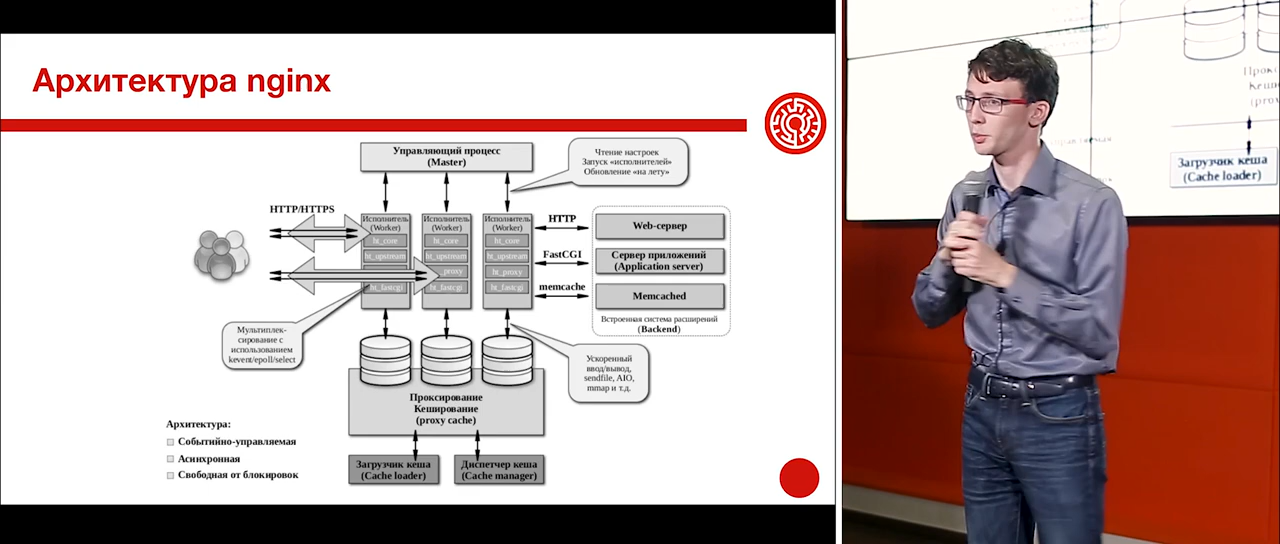 Архитектура nginx
Управляющий процесс
(Master)
Чтение настроек
Запуск «исполнителей»
Обновление «на лету»
HTTP/HTTPS
Исполнитель
(Worker)
ht_core
ht_upstream
ht_fastcgi
Исполнитель
(Worker)
ht_core
ht_upstream
proxy
ht_fastcgi
Исполнитель
(Worker)
ht_core
ht_upstream
ht_proxy
ht_fastcgi
HTTP
FastCGI
memcache
Web-сервер
Сервер приложений
(Application server)
Memcached
Встроенная система расширений
(Backend)
Мультиплек-
сирование с
использованием
kevent/epoll/select
Ускоренный
ввод/вывод,
sendfile, AIO,
mmap и т.д.
Проксирование
Кеширование
(proxy cache)
Архитектура:
Событийно-управляемая
Асинхронная
Свободная от блокировок
Загрузчик кеша
(Cache loader)
Диспетчер кеша
(Cache manager)
Загрузчик кеша
(Cache loader)